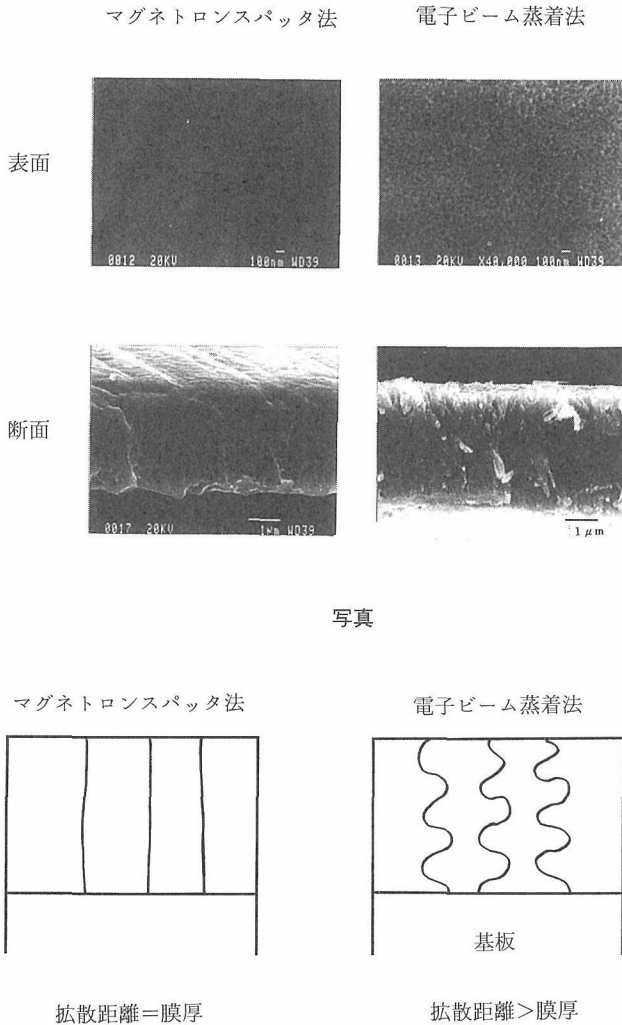 マグネトロンスパッタ法 電子ビーム蒸着法
表面
0012 20KV 100nm WD39
0013 20KV X40,000 100nm WD39
断面
0017 20KV 1μm WD39
1μm
写真
マグネトロンスパッタ法 電子ビーム蒸着法
基板
拡散距離=膜厚 拡散距離>膜厚